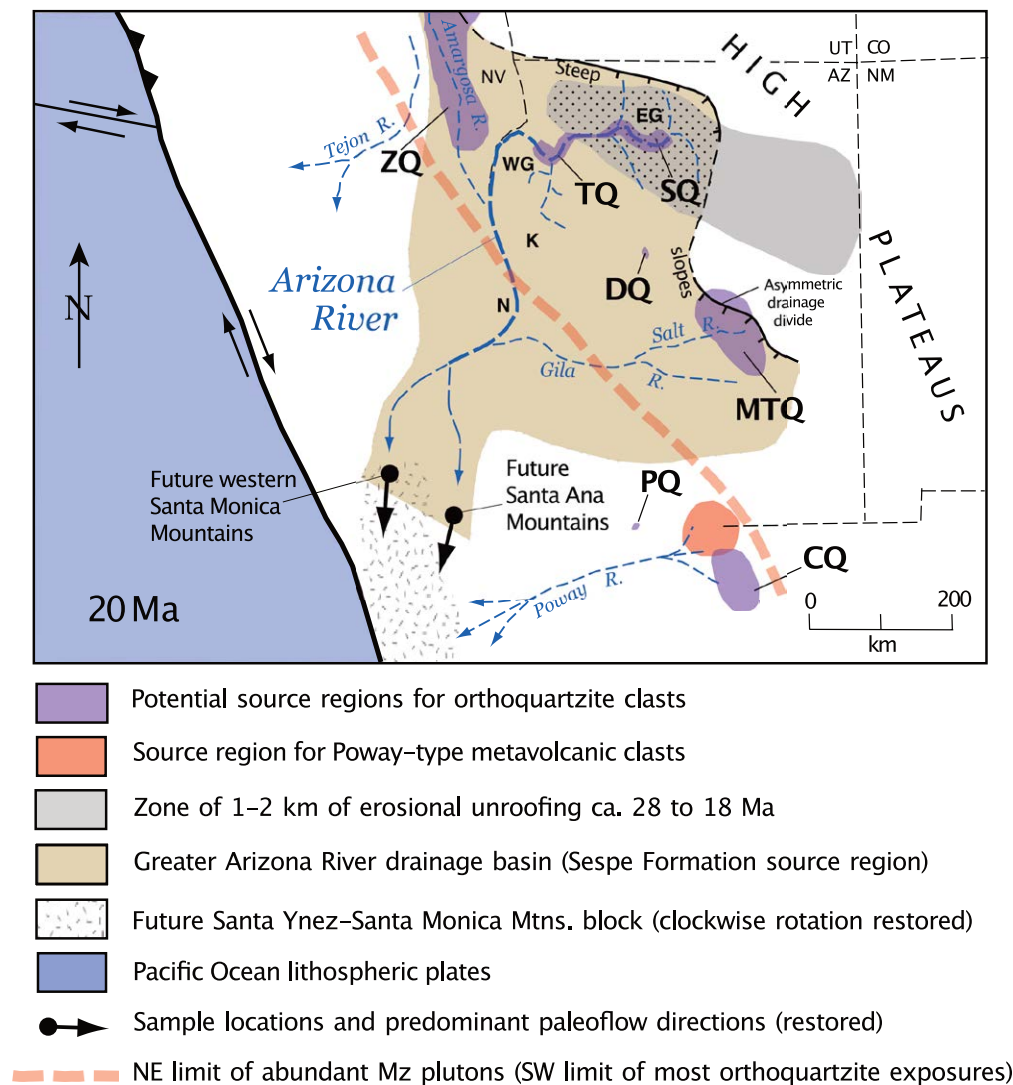 HIGH
UT CO
AZ NM
NV
Steep
Amargosa R.
EG
Tejon R.
ZQ
WG
TQ
SQ
K
PLATEAUS
slopes
DQ
Arizona
River
Asymmetric
drainage
divide
N
N
Salt R.
Gila R.
MTQ
Future western
Santa Monica
Mountains
Future
Santa Ana
Mountains
PQ
CQ
Poway R.
20 Ma
0 200
km
Potential source regions for orthoquartzite clasts
Source region for Poway-type metavolcanic clasts
Zone of 1–2 km of erosional unroofing ca. 28 to 18 Ma
Greater Arizona River drainage basin (Sespe Formation source region)
Future Santa Ynez–Santa Monica Mtns. block (clockwise rotation restored)
Pacific Ocean lithospheric plates
Sample locations and predominant paleoflow directions (restored)
NE limit of abundant Mz plutons (SW limit of most orthoquartzite exposures)